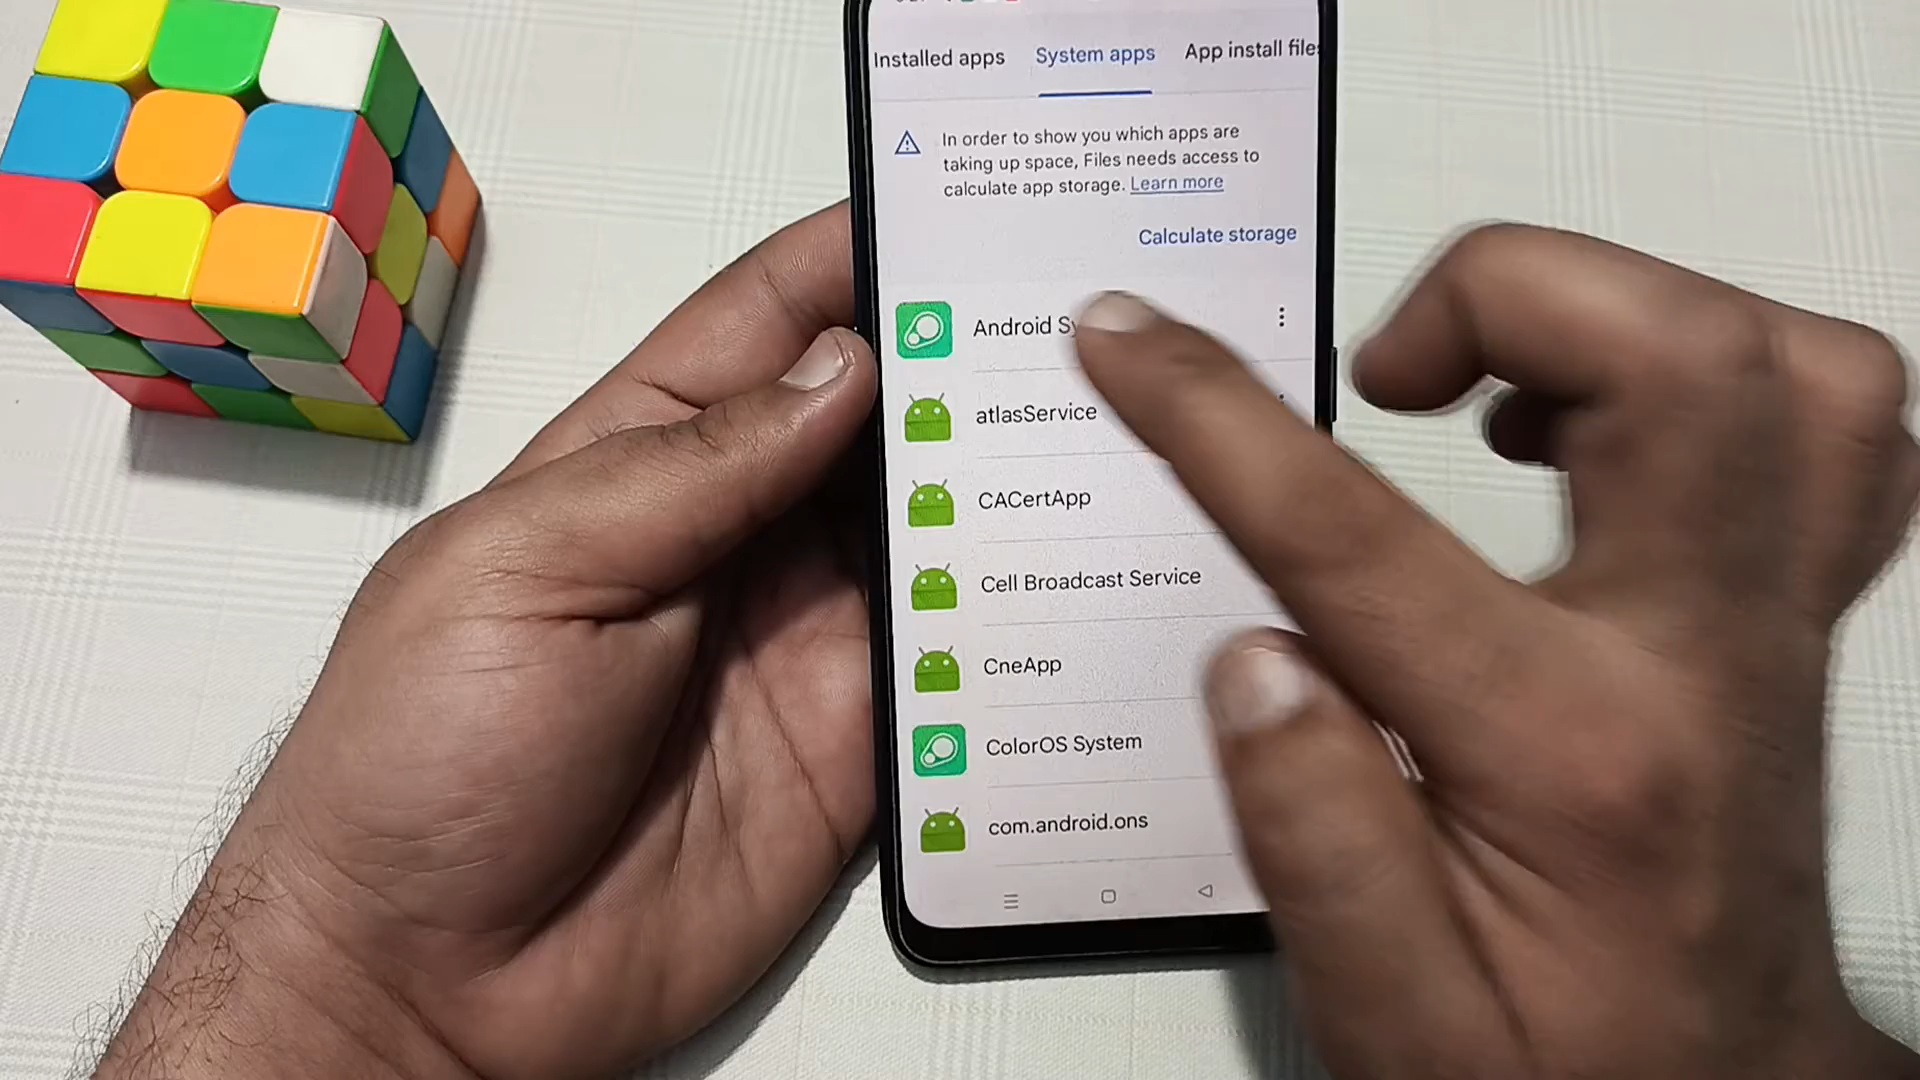 Installed apps System apps App install file
In order to show you which apps are
taking up space, Files needs access to
calculate app storage. Learn more
Calculate storage
Android
atlasService
CACertApp
Cell Broadcast Service
CneApp
ColorOS System
com.android.ons